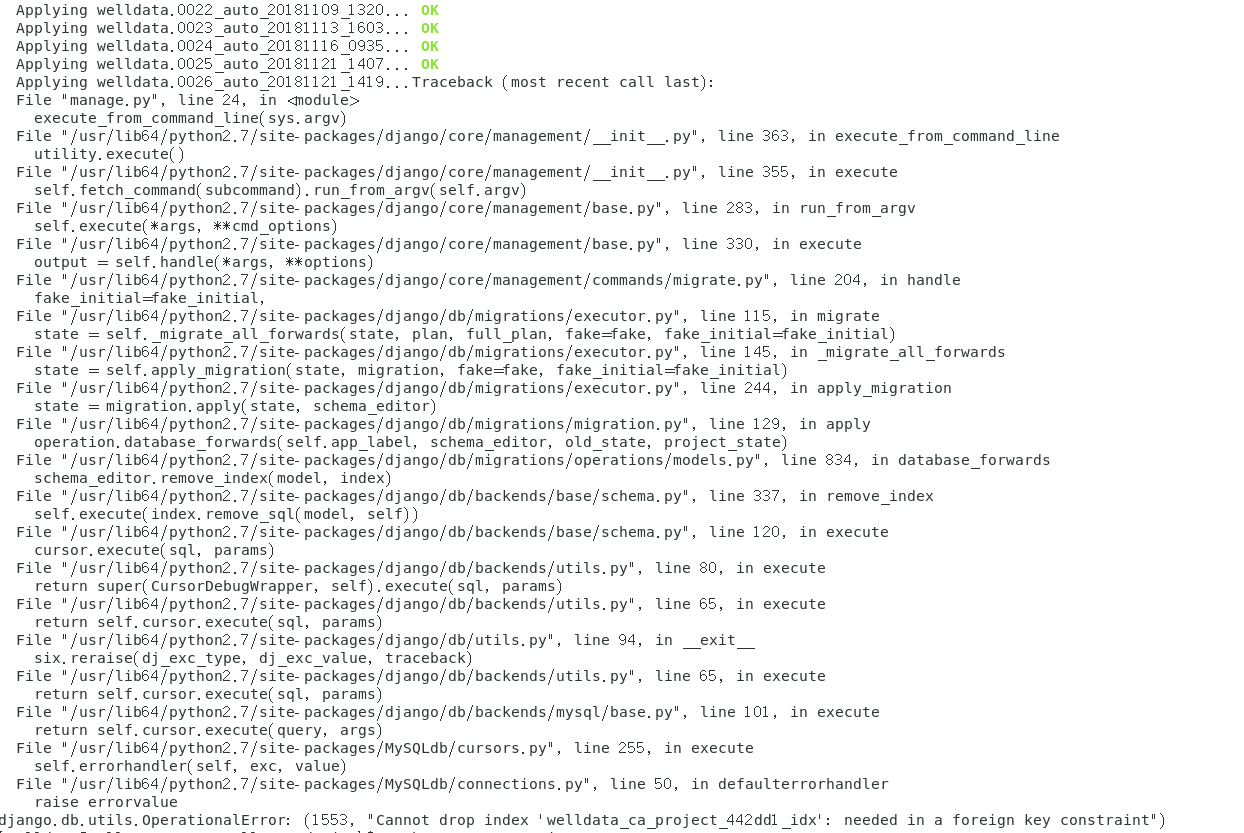 Applying welldata.0022_auto_20181109_1320... OK
Applying welldata.0023_auto_20181113_1603... OK
Applying welldata.0024_auto_20181116_0935... OK
Applying welldata.0025_auto_20181121_1407... OK
Applying welldata.0026_auto_20181121_1419...Traceback (most recent call last):
File "manage.py", line 24, in <module>
execute_from_command_line(sys.argv)
File "/usr/lib64/python2.7/site-packages/django/core/management/__init__.py", line 363, in execute_from_command_line
utility.execute()
File "/usr/lib64/python2.7/site-packages/django/core/management/__init__.py", line 355, in execute
self.fetch_command(subcommand).run_from_argv(self.argv)
File "/usr/lib64/python2.7/site-packages/django/core/management/base.py", line 283, in run_from_argv
self.execute(*args, **cmd_options)
File "/usr/lib64/python2.7/site-packages/django/core/management/base.py", line 330, in execute
output = self.handle(*args, **options)
File "/usr/lib64/python2.7/site-packages/django/core/management/commands/migrate.py", line 204, in handle
fake_initial=fake_initial,
File "/usr/lib64/python2.7/site-packages/django/db/migrations/executor.py", line 115, in migrate
state = self._migrate_all_forwards(state, plan, full_plan, fake=fake, fake_initial=fake_initial)
File "/usr/lib64/python2.7/site-packages/django/db/migrations/executor.py", line 145, in _migrate_all_forwards
state = self.apply_migration(state, migration, fake=fake, fake_initial=fake_initial)
File "/usr/lib64/python2.7/site-packages/django/db/migrations/executor.py", line 244, in apply_migration
state = migration.apply(state, schema_editor)
File "/usr/lib64/python2.7/site-packages/django/db/migrations/migration.py", line 129, in apply
operation.database_forwards(self.app_label, schema_editor, old_state, project_state)
File "/usr/lib64/python2.7/site-packages/django/db/migrations/operations/models.py", line 834, in database_forwards
schema_editor.remove_index(model, index)
File "/usr/lib64/python2.7/site-packages/django/db/backends/base/schema.py", line 337, in remove_index
self.execute(index.remove_sql(model, self))
File "/usr/lib64/python2.7/site-packages/django/db/backends/base/schema.py", line 120, in execute
cursor.execute(sql, params)
File "/usr/lib64/python2.7/site-packages/django/db/backends/utils.py", line 80, in execute
return super(CursorDebugWrapper, self).execute(sql, params)
File "/usr/lib64/python2.7/site-packages/django/db/backends/utils.py", line 65, in execute
return self.cursor.execute(sql, params)
File "/usr/lib64/python2.7/site-packages/django/db/utils.py", line 94, in __exit__
six.reraise(dj_exc_type, dj_exc_value, traceback)
File "/usr/lib64/python2.7/site-packages/django/db/backends/utils.py", line 65, in execute
return self.cursor.execute(sql, params)
File "/usr/lib64/python2.7/site-packages/django/db/backends/mysql/base.py", line 101, in execute
return self.cursor.execute(query, args)
File "/usr/lib64/python2.7/site-packages/MySQLdb/cursors.py", line 255, in execute
self.errorhandler(self, exc, value)
File "/usr/lib64/python2.7/site-packages/MySQLdb/connections.py", line 50, in defaulterrorhandler
raise errorvalue
django.db.utils.OperationalError: (1553, "Cannot drop index 'welldata_ca_project_442dd1_idx': needed in a foreign key constraint")